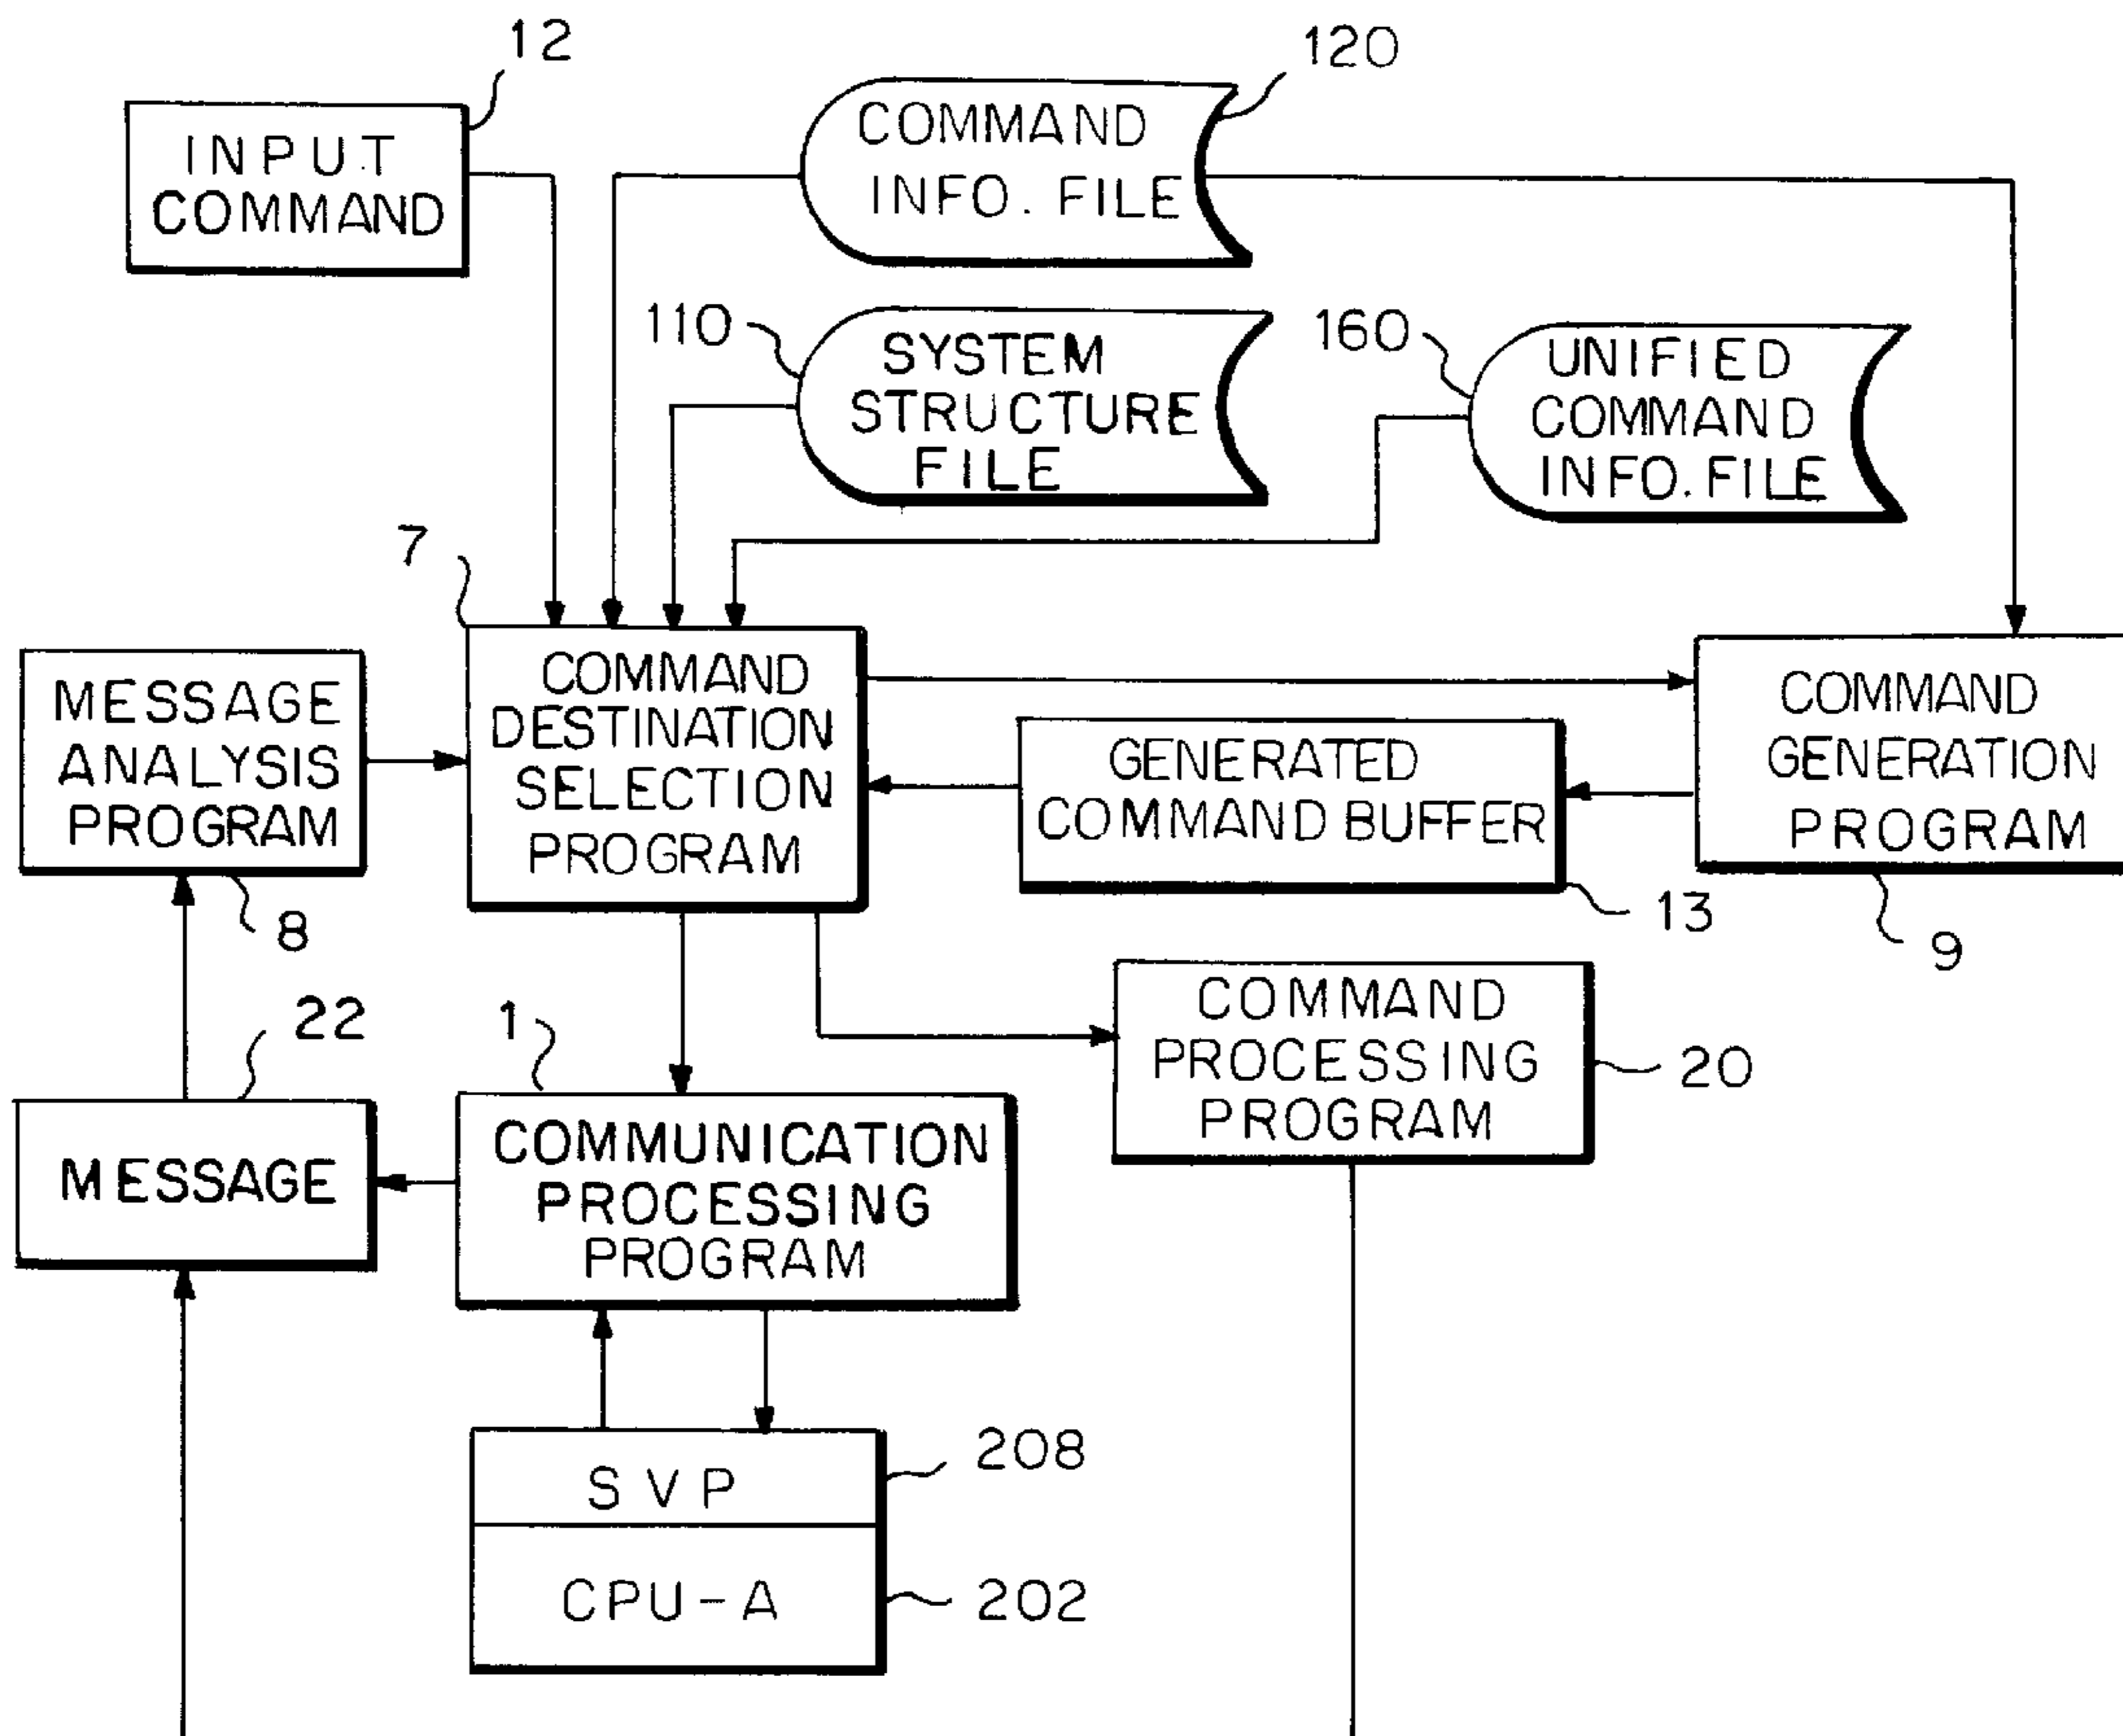 12
INPUT
COMMAND
120
COMMAND
INFO. FILE
110
SYSTEM
STRUCTURE
FILE
160
UNIFIED
COMMAND
INFO. FILE
7
MESSAGE
ANALYSIS
PROGRAM
8
COMMAND
DESTINATION
SELECTION
PROGRAM
GENERATED
COMMAND BUFFER
13
COMMAND
GENERATION
PROGRAM
9
22
MESSAGE
1
COMMUNICATION
PROCESSING
PROGRAM
COMMAND
PROCESSING
PROGRAM
20
SVP
208
CPU-A
202